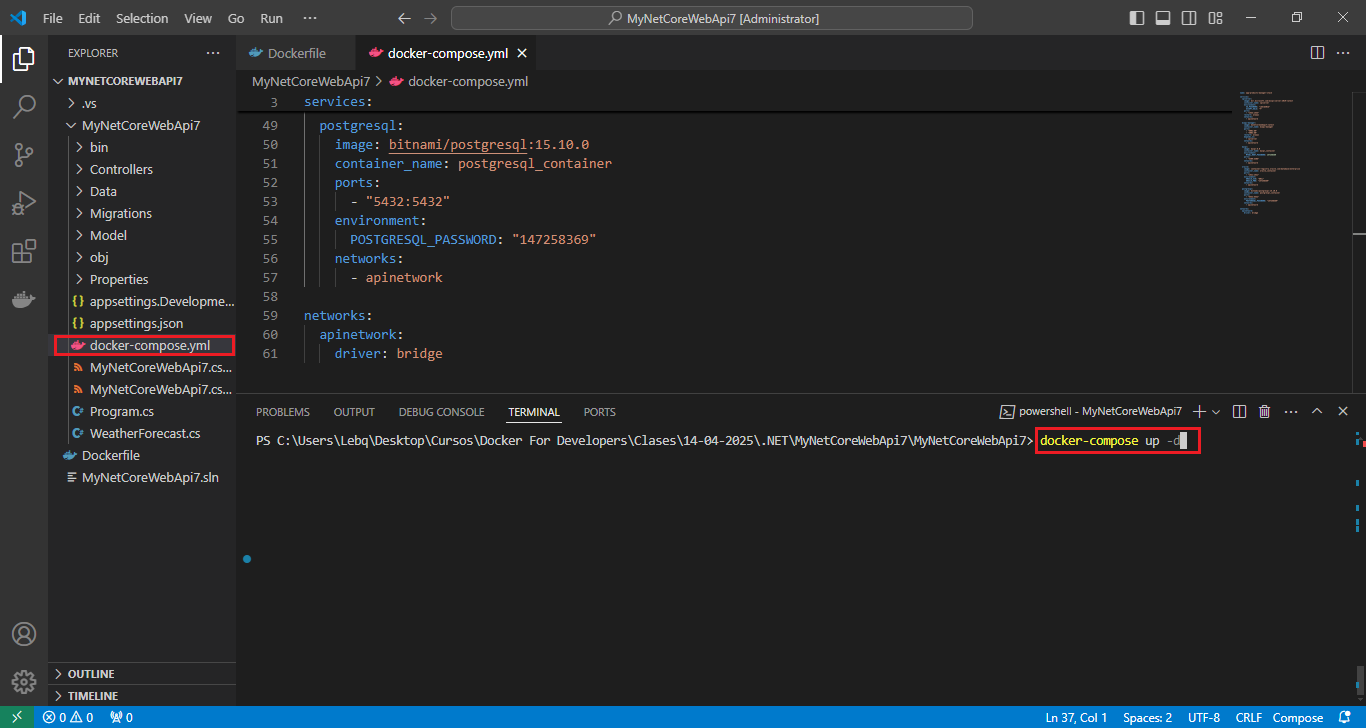 File Edit Selection View Go Run ···
MyNetCoreWebApi7 [Administrator]
EXPLORER ···
MYNETCOREWEBAPI7
.vs
MyNetCoreWebApi7
bin
Controllers
Data
Migrations
Model
obj
Properties
{} appsettings.Developme...
{} appsettings.json
docker-compose.yml
MyNetCoreWebApi7.cs...
MyNetCoreWebApi7.cs...
C# Program.cs
C# WeatherForecast.cs
Dockerfile
MyNetCoreWebApi7.sln
OUTLINE
TIMELINE
Dockerfile
docker-compose.yml
MyNetCoreWebApi7 > docker-compose.yml
3 services:
49 postgresql:
50 image: bitnami/postgresql:15.10.0
51 container_name: postgresql_container
52 ports:
53 - "5432:5432"
54 environment:
55 POSTGRESQL_PASSWORD: "147258369"
56 networks:
57 - apinetwork
58
59 networks:
60 apinetwork:
61 driver: bridge
PROBLEMS OUTPUT DEBUG CONSOLE TERMINAL PORTS
powershell - MyNetCoreWebApi7
PS C:\Users\Lebq\Desktop\Cursos\Docker For Developers\Clases\14-04-2025\.NET\MyNetCoreWebApi7\MyNetCoreWebApi7> docker-compose up -d
0 0 0
Ln 37, Col 1 Spaces: 2 UTF-8 CRLF Compose